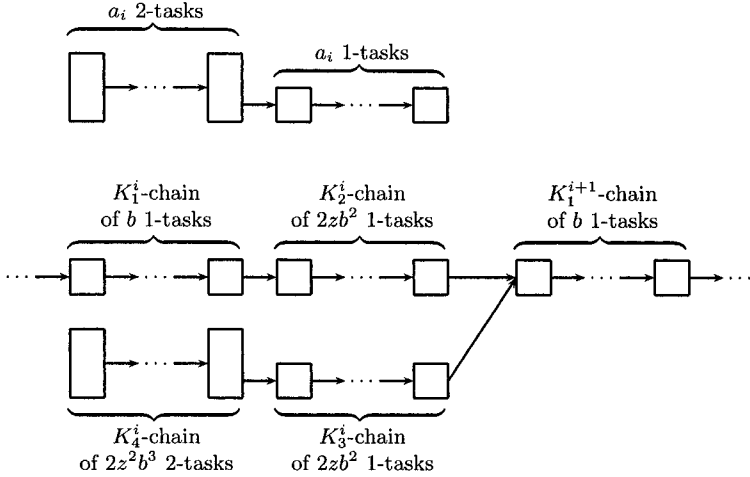 a_i 2-tasks
a_i 1-tasks
K_1^i-chain
of b 1-tasks
K_2^i-chain
of 2zb^2 1-tasks
K_1^{i+1}-chain
of b 1-tasks
K_4^i-chain
of 2z^2b^3 2-tasks
K_3^i-chain
of 2zb^2 1-tasks